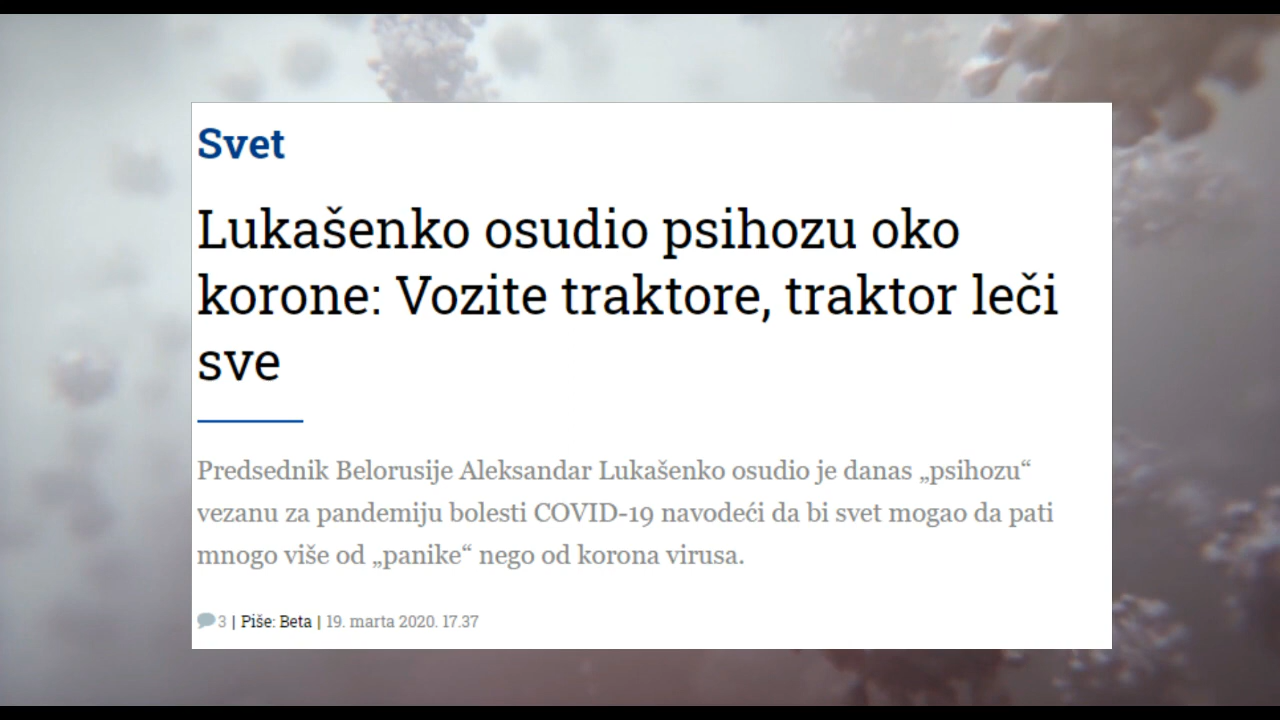 Svet
Lukašenko osudio psihozu oko
korone: Vozite traktore, traktor leči
sve
Predsednik Belorusije Aleksandar Lukašenko osudio je danas „psihozu“
vezanu za pandemiju bolesti COVID-19 navodeći da bi svet mogao da pati
mnogo više od „panike“ nego od korona virusa.
3 | Piše: Beta | 19. marta 2020. 17.37